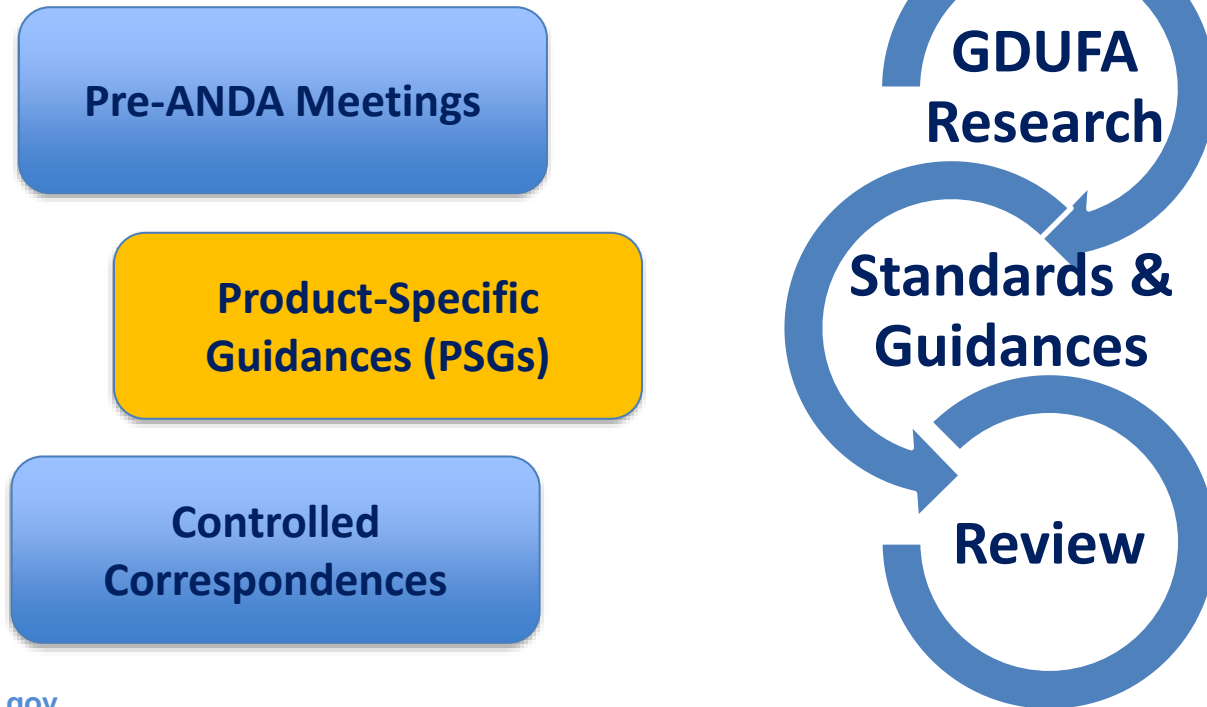 Pre-ANDA Meetings
Product-Specific
Guidances (PSGs)
Controlled
Correspondences
GDUFA
Research
Standards &
Guidances
Review